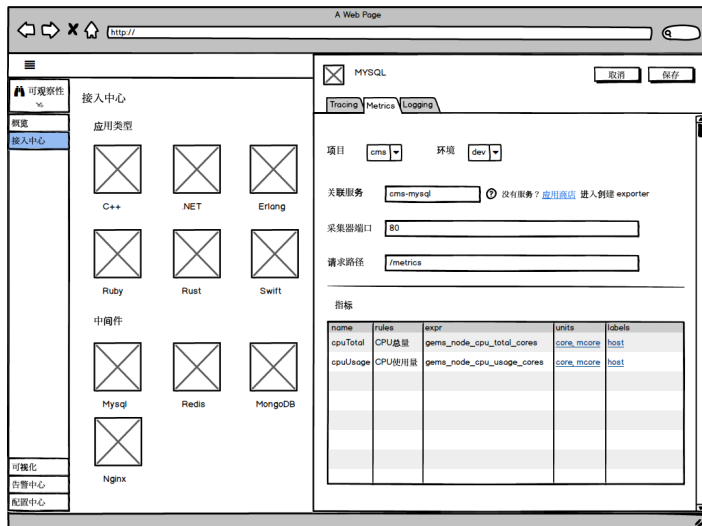 A Web Page
http://
可观察性
概览
接入中心
可视化
告警中心
配置中心
接入中心
应用类型
C++ .NET Erlang
Ruby Rust Swift
中间件
Mysql Redis MongoDB
Nginx
MYSQL
取消 保存
Tracing Metrics Logging
项目 cms 环境 dev
关联服务 cms-mysql ? 没有服务？应用商店 进入创建 exporter
采集器端口 80
请求路径 /metrics
指标
name rules expr units labels
cpuTotal CPU总量 gems_node_cpu_total_cores core, mcore host
cpuUsage CPU使用量 gems_node_cpu_usage_cores core, mcore host